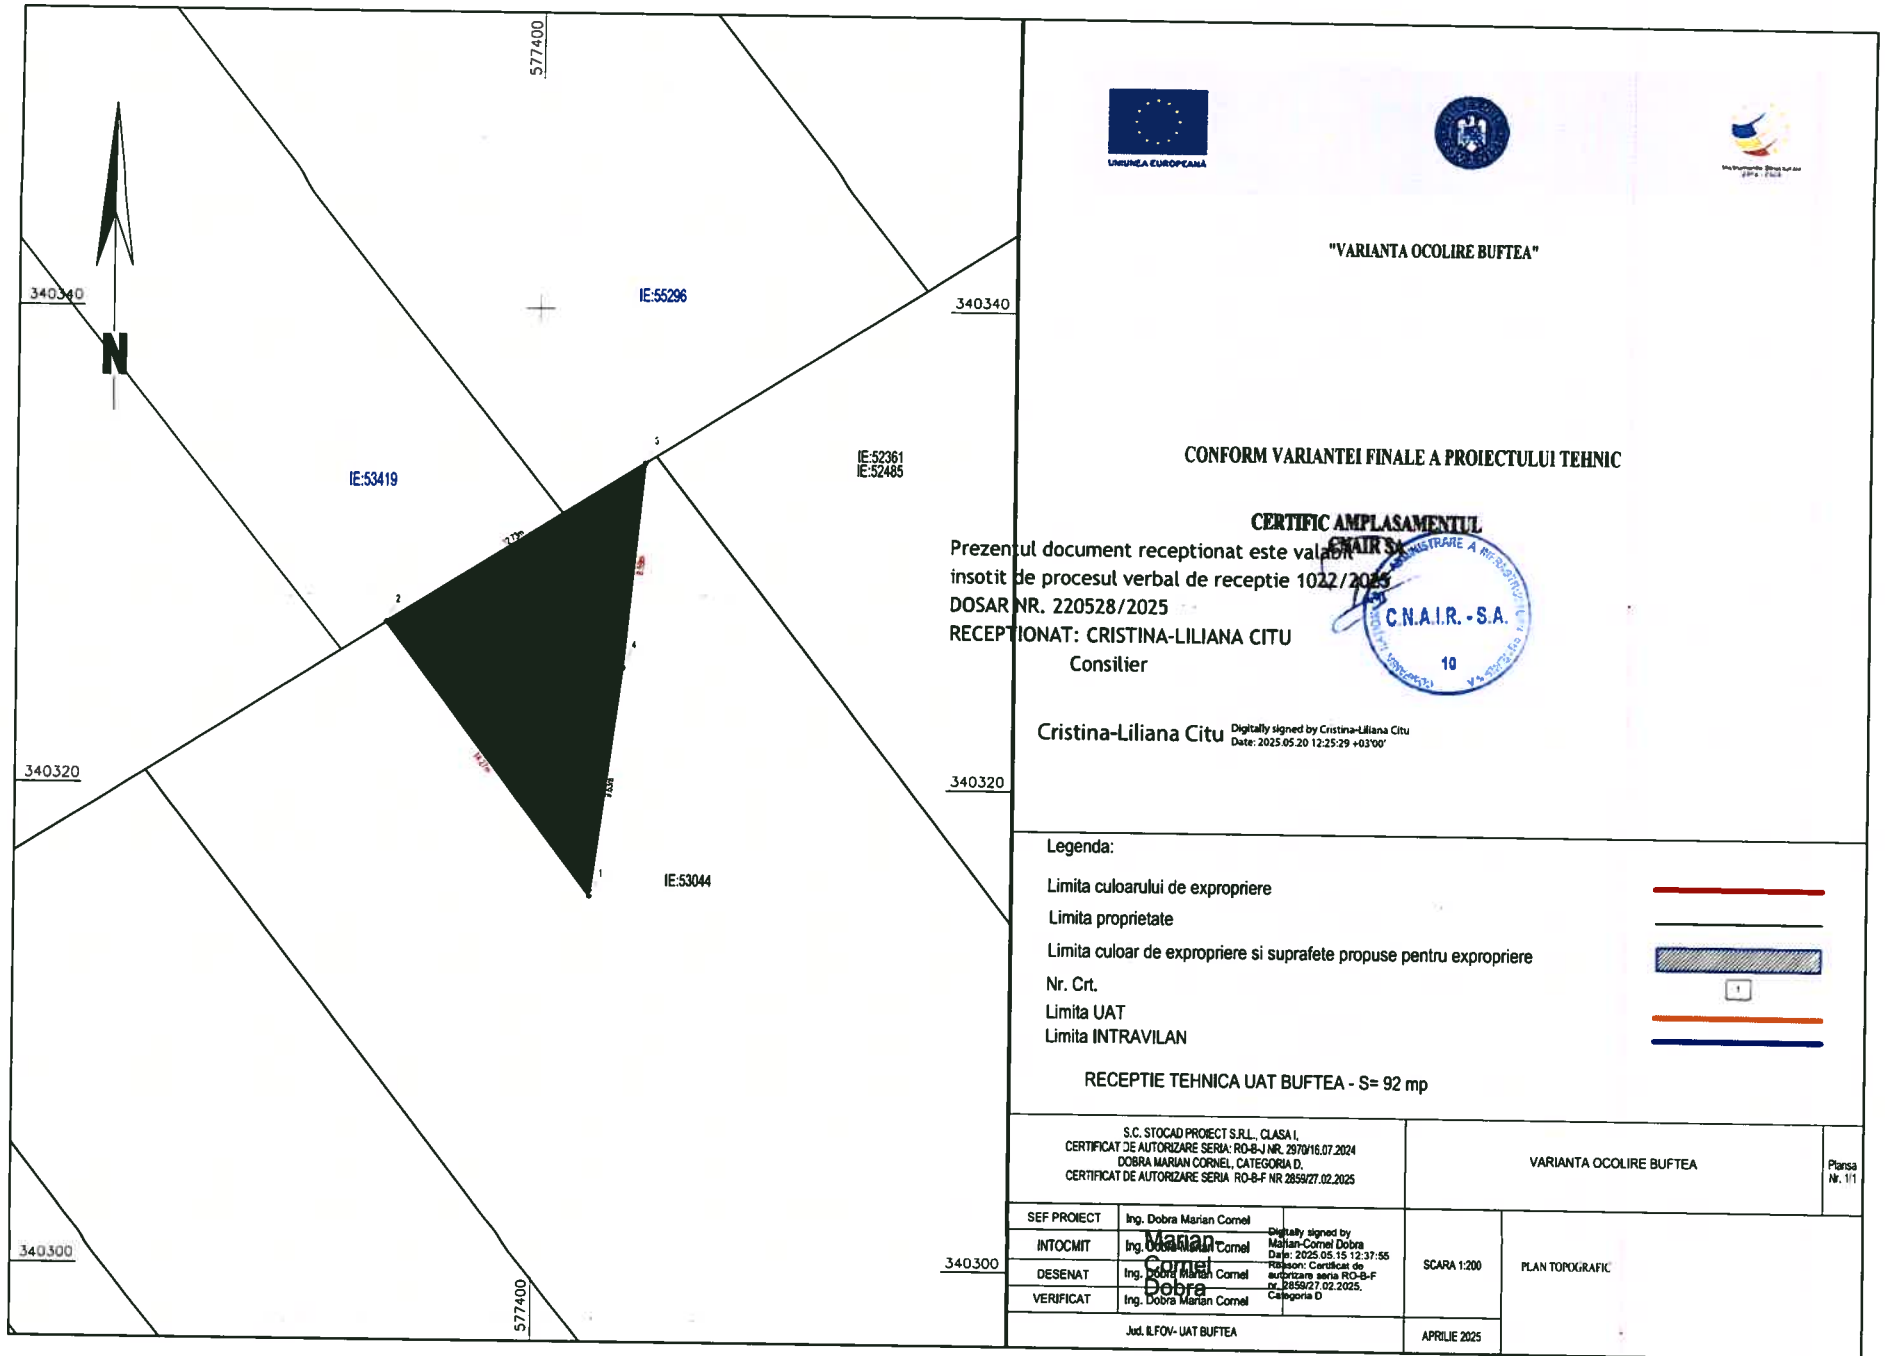 577400
340340
N
IE:55296
340340
IE:53419
IE:52361
IE:52485
2
4
340320
340320
1
IE:53044
340300
340300
577400
UNIUNEA EUROPEANĂ
Instrumente Structurale
2014 - 2020
"VARIANTA OCOLIRE BUFTEA"
CONFORM VARIANTEI FINALE A PROIECTULUI TEHNIC
CERTIFIC AMPLASAMENTUL
CNAIR SA
Prezentul document receptionat este valabil
insotit de procesul verbal de receptie 1022/2025
DOSAR NR. 220528/2025
RECEPTIONAT: CRISTINA-LILIANA CITU
Consilier
C.N.A.I.R. - S.A.
10
Cristina-Liliana Citu
Digitally signed by Cristina-Liliana Citu
Date: 2025.05.20 12:25:29 +03'00'
Legenda:
Limita culoarului de expropriere
Limita proprietate
Limita culoar de expropriere si suprafete propuse pentru expropriere
Nr. Crt.
1
Limita UAT
Limita INTRAVILAN
RECEPTIE TEHNICA UAT BUFTEA - S= 92 mp
S.C. STOCAD PROIECT S.R.L., CLASA I,
CERTIFICAT DE AUTORIZARE SERIA: RO-B-J NR. 2970/16.07.2024
DOBRA MARIAN CORNEL, CATEGORIA D,
CERTIFICAT DE AUTORIZARE SERIA RO-B-F NR 2859/27.02.2025
VARIANTA OCOLIRE BUFTEA
Plansa
Nr. 1/1
SEF PROIECT Ing. Dobra Marian Cornel
INTOCMIT Ing. Dobra Marian Cornel
DESENAT Ing. Dobra Marian Cornel
VERIFICAT Ing. Dobra Marian Cornel
Marian-
Cornel
Dobra
Digitally signed by
Marian-Cornel Dobra
Date: 2025.05.15 12:37:55
Reason: Certificat de
autorizare seria RO-B-F
nr. 2859/27.02.2025,
Categoria D
SCARA 1:200
PLAN TOPOGRAFIC
Jud. ILFOV- UAT BUFTEA
APRILIE 2025